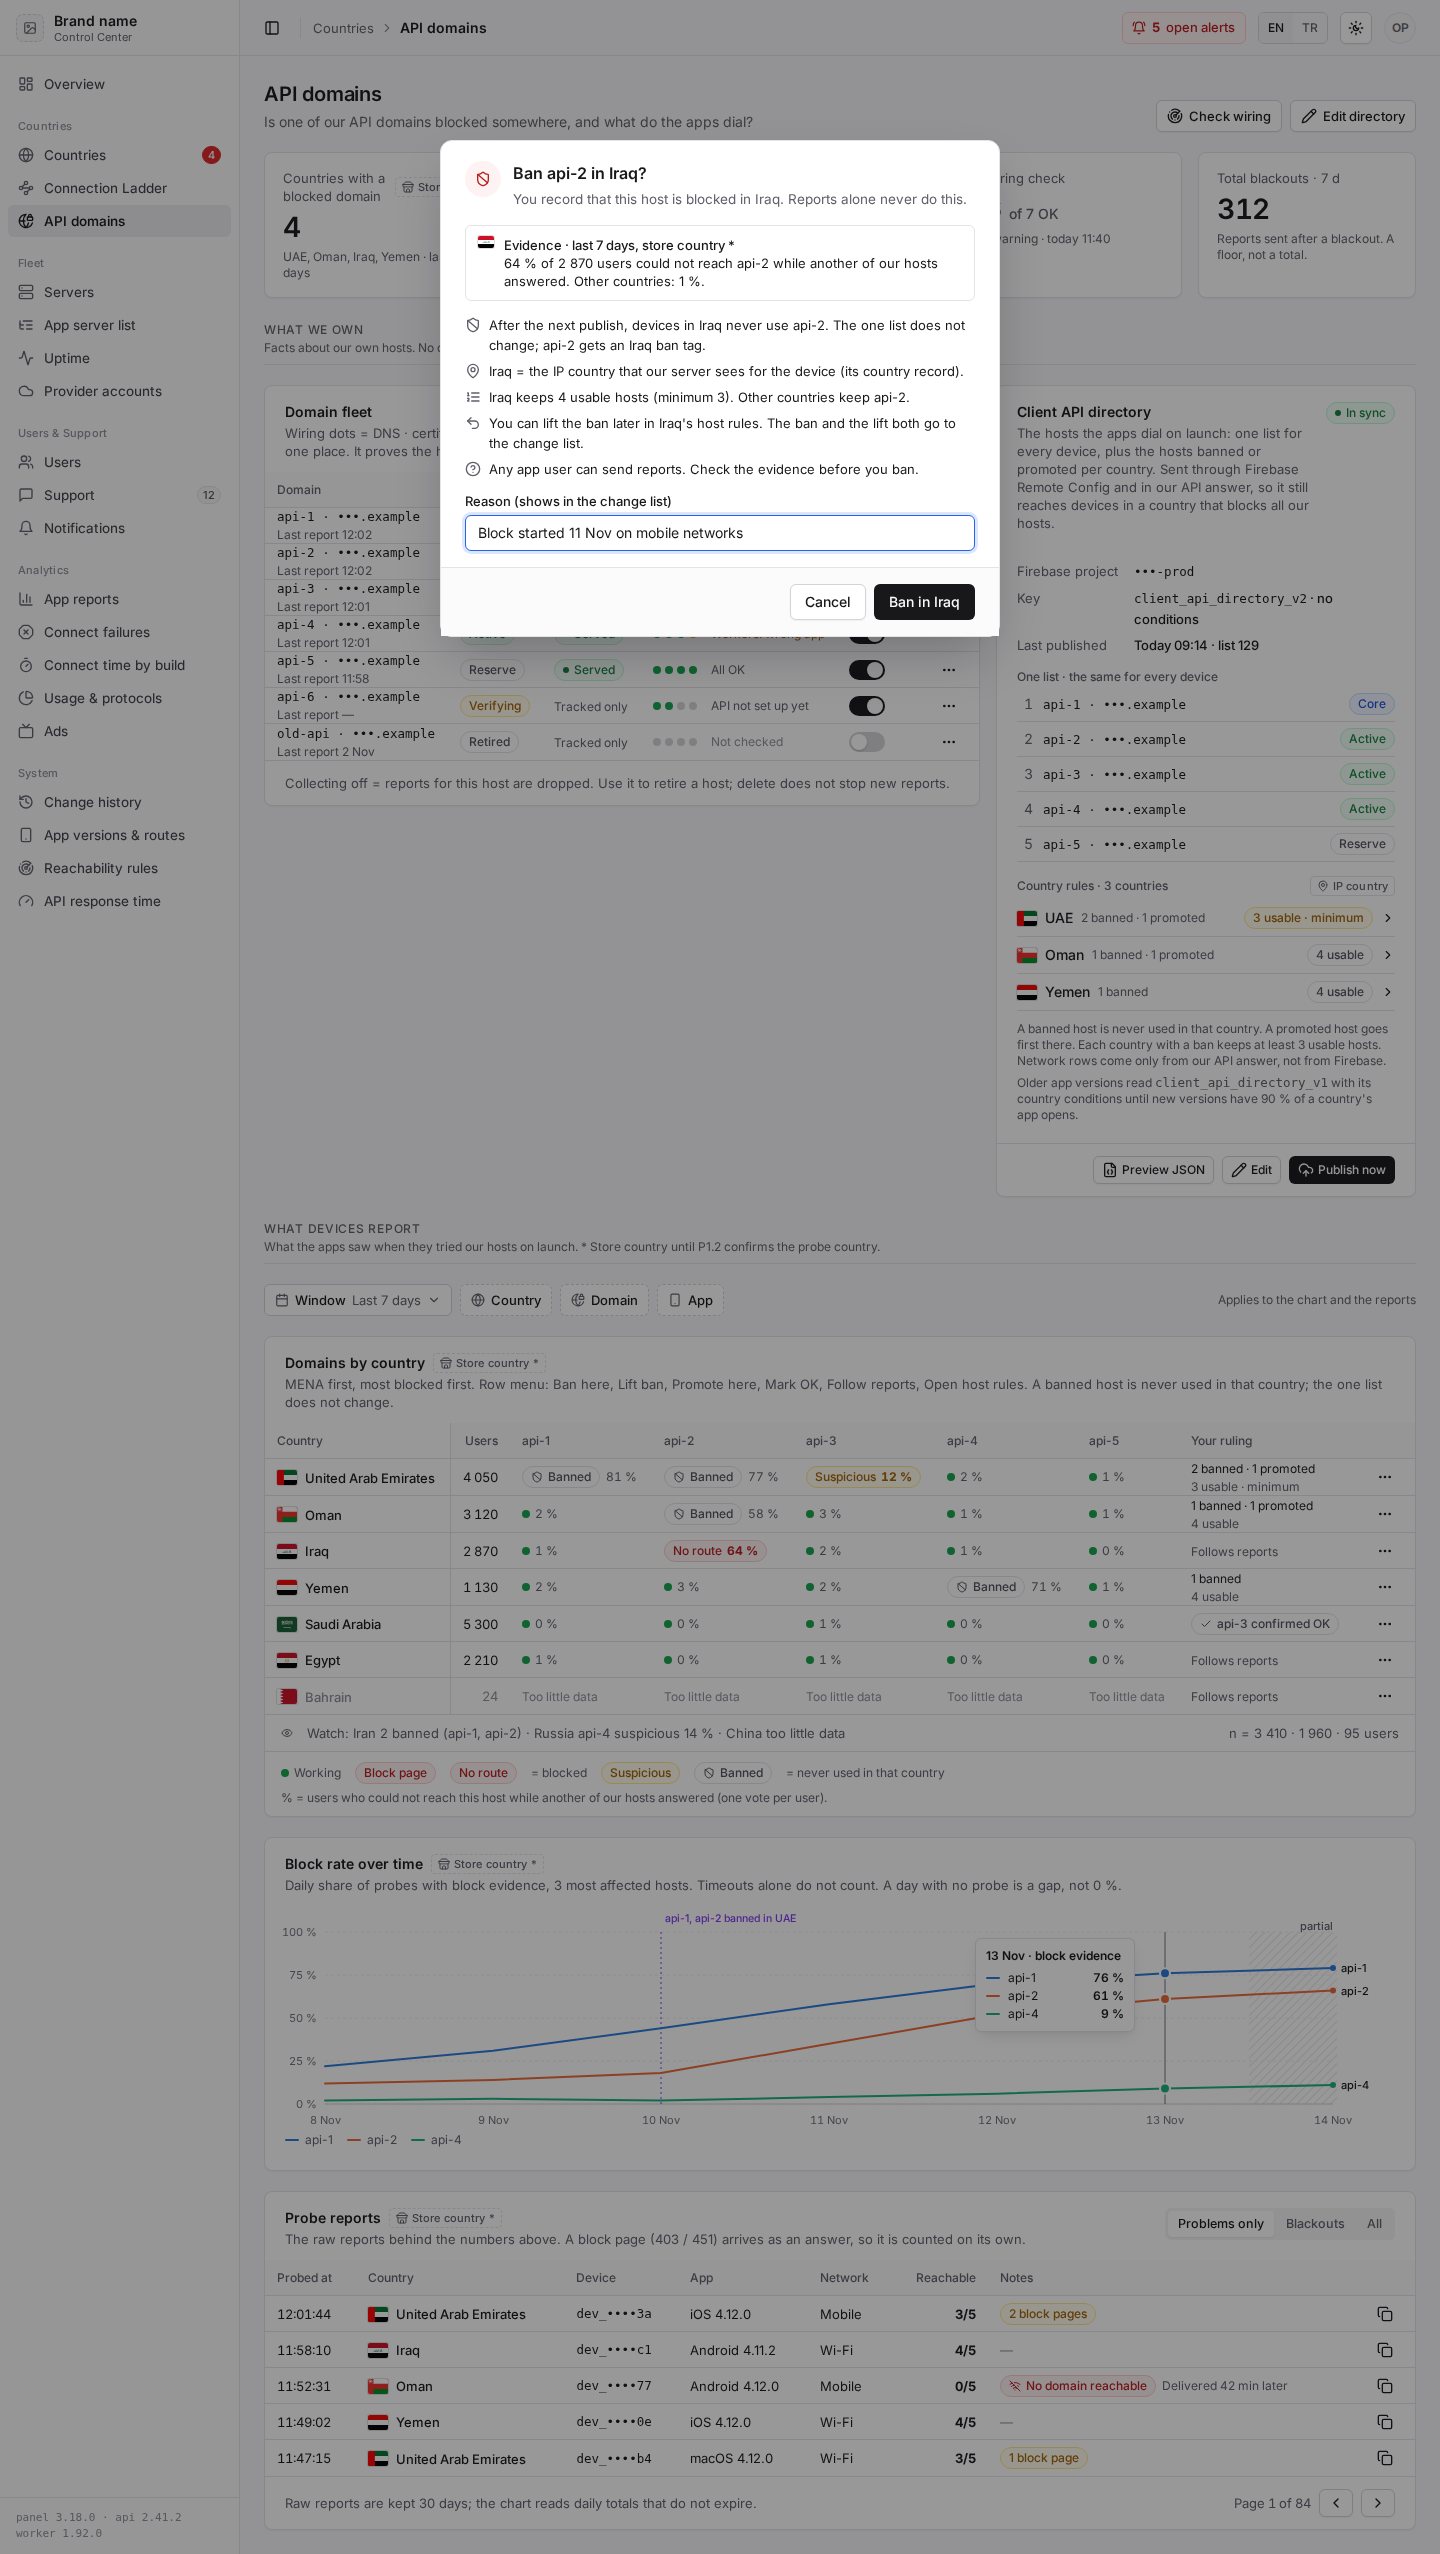 Brand name
Control Center
Overview
Countries
Countries 4
Connection Ladder
API domains
Fleet
Servers
App server list
Uptime
Provider accounts
Users & Support
Users
Support 12
Notifications
Analytics
App reports
Connect failures
Connect time by build
Usage & protocols
Ads
System
Change history
App versions & routes
Reachability rules
API response time
panel 3.18.0 · api 2.41.2
worker 1.92.0
Countries > API domains
5 open alerts
EN TR
OP
API domains
Is one of our API domains blocked somewhere, and what do the apps dial?
Check wiring
Edit directory
Countries with a
blocked domain
4
UAE, Oman, Iraq, Yemen ·
days
of 7 OK
today 11:40
Total blackouts · 7 d
312
Reports sent after a blackout. A
floor, not a total.
Ban api-2 in Iraq?
You record that this host is blocked in Iraq. Reports alone never do this.
Evidence · last 7 days, store country *
64 % of 2 870 users could not reach api-2 while another of our hosts
answered. Other countries: 1 %.
After the next publish, devices in Iraq never use api-2. The one list does not
change; api-2 gets an Iraq ban tag.
Iraq = the IP country that our server sees for the device (its country record).
Iraq keeps 4 usable hosts (minimum 3). Other countries keep api-2.
You can lift the ban later in Iraq's host rules. The ban and the lift both go to
the change list.
Any app user can send reports. Check the evidence before you ban.
Reason (shows in the change list)
Block started 11 Nov on mobile networks
Cancel
Ban in Iraq
WHAT WE OWN
Facts about our own hosts. No
Domain fleet
Wiring dots = DNS ·
one place. It proves the
Domain
api-1 · •••.example
Last report 12:02
api-2 · •••.example
Last report 12:02
api-3 · •••.example
Last report 12:01
api-4 · •••.example
Last report 12:01
api-5 · •••.example Reserve Served All OK
Last report 11:58
api-6 · •••.example Verifying Tracked only API not set up yet
Last report —
old-api · •••.example Retired Tracked only Not checked
Last report 2 Nov
Collecting off = reports for this host are dropped. Use it to retire a host; delete does not stop new reports.
Client API directory In sync
The hosts the apps dial on launch: one list for
every device, plus the hosts banned or
promoted per country. Sent through Firebase
Remote Config and in our API answer, so it still
reaches devices in a country that blocks all our
hosts.
Firebase project •••-prod
Key client_api_directory_v2 · no
conditions
Last published Today 09:14 · list 129
One list · the same for every device
1 api-1 · •••.example Core
2 api-2 · •••.example Active
3 api-3 · •••.example Active
4 api-4 · •••.example Active
5 api-5 · •••.example Reserve
Country rules · 3 countries IP country
UAE 2 banned · 1 promoted 3 usable · minimum
Oman 1 banned · 1 promoted 4 usable
Yemen 1 banned 4 usable
A banned host is never used in that country. A promoted host goes
first there. Each country with a ban keeps at least 3 usable hosts.
Network rows come only from our API answer, not from Firebase.
Older app versions read client_api_directory_v1 with its
country conditions until new versions have 90 % of a country's
app opens.
Preview JSON
Edit
Publish now
WHAT DEVICES REPORT
What the apps saw when they tried our hosts on launch. * Store country until P1.2 confirms the probe country.
Window Last 7 days
Country
Domain
App
Applies to the chart and the reports
Domains by country Store country *
MENA first, most blocked first. Row menu: Ban here, Lift ban, Promote here, Mark OK, Follow reports, Open host rules. A banned host is never used in that country; the one list
does not change.
Country Users api-1 api-2 api-3 api-4 api-5 Your ruling
United Arab Emirates 4 050 Banned 81 % Banned 77 % Suspicious 12 % 2 % 1 % 2 banned · 1 promoted
3 usable · minimum
Oman 3 120 2 % Banned 58 % 3 % 1 % 1 % 1 banned · 1 promoted
4 usable
Iraq 2 870 1 % No route 64 % 2 % 1 % 0 % Follows reports
Yemen 1 130 2 % 3 % 2 % Banned 71 % 1 % 1 banned
4 usable
Saudi Arabia 5 300 0 % 0 % 1 % 0 % 0 % api-3 confirmed OK
Egypt 2 210 1 % 0 % 1 % 0 % 0 % Follows reports
Bahrain 24 Too little data Too little data Too little data Too little data Too little data Follows reports
Watch: Iran 2 banned (api-1, api-2) · Russia api-4 suspicious 14 % · China too little data n = 3 410 · 1 960 · 95 users
Working Block page No route = blocked Suspicious Banned = never used in that country
% = users who could not reach this host while another of our hosts answered (one vote per user).
Block rate over time Store country *
Daily share of probes with block evidence, 3 most affected hosts. Timeouts alone do not count. A day with no probe is a gap, not 0 %.
api-1, api-2 banned in UAE
partial
100 %
75 %
50 %
25 %
0 %
13 Nov · block evidence
api-1 76 %
api-2 61 %
api-4 9 %
api-1
api-2
api-4
8 Nov 9 Nov 10 Nov 11 Nov 12 Nov 13 Nov 14 Nov
api-1 api-2 api-4
Probe reports Store country *
The raw reports behind the numbers above. A block page (403 / 451) arrives as an answer, so it is counted on its own.
Problems only Blackouts All
Probed at Country Device App Network Reachable Notes
12:01:44 United Arab Emirates dev_••••3a iOS 4.12.0 Mobile 3/5 2 block pages
11:58:10 Iraq dev_••••c1 Android 4.11.2 Wi-Fi 4/5 —
11:52:31 Oman dev_••••77 Android 4.12.0 Mobile 0/5 No domain reachable Delivered 42 min later
11:49:02 Yemen dev_••••0e iOS 4.12.0 Wi-Fi 4/5 —
11:47:15 United Arab Emirates dev_••••b4 macOS 4.12.0 Wi-Fi 3/5 1 block page
Raw reports are kept 30 days; the chart reads daily totals that do not expire.
Page 1 of 84